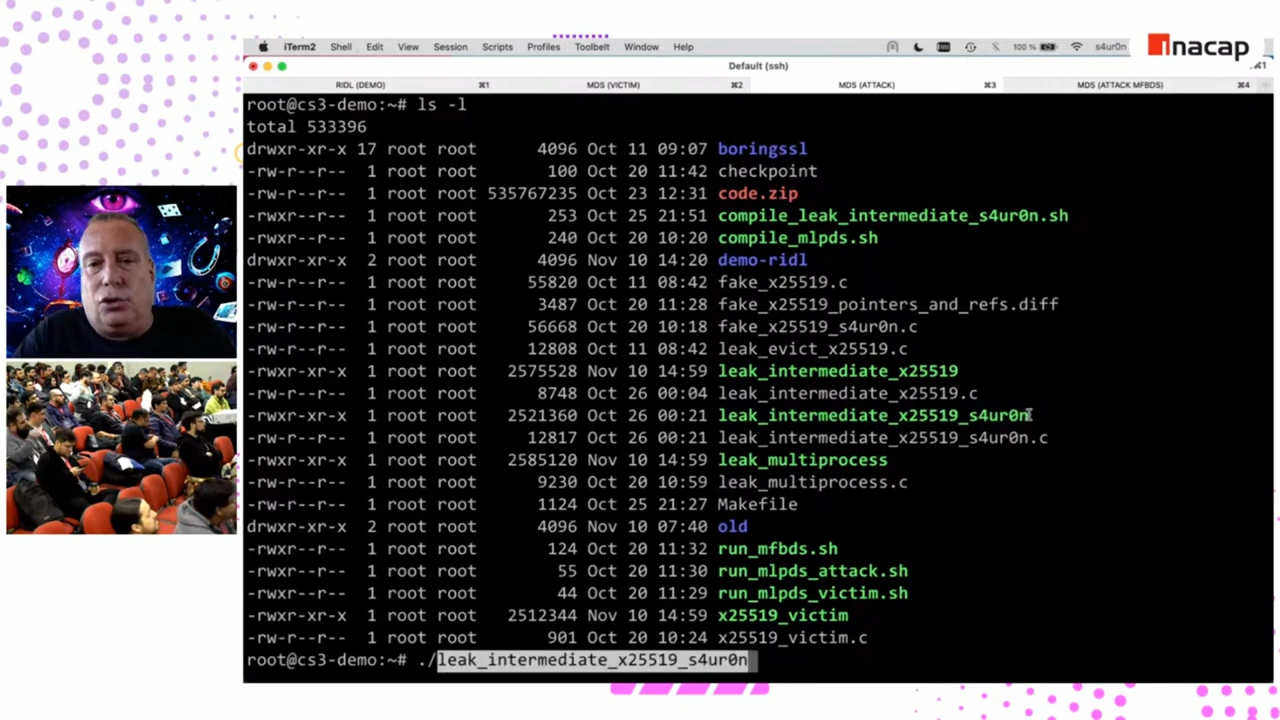 inacap
iTerm2 Shell Edit View Session Scripts Profiles Toolbelt Window Help 100 % s4ur0n
Default (ssh) ⌘1
RIDL (DEMO) ⌘1 MDS (VICTIM) ⌘2 MDS (ATTACK) ⌘3 MDS (ATTACK MFBDS) ⌘4
root@cs3-demo:~# ls -l
total 533396
drwxr-xr-x 17 root root 4096 Oct 11 09:07 boringssl
-rw-r--r-- 1 root root 100 Oct 20 11:42 checkpoint
-rw-r--r-- 1 root root 535767235 Oct 23 12:31 code.zip
-rwxr--r-- 1 root root 253 Oct 25 21:51 compile_leak_intermediate_s4ur0n.sh
-rwxr--r-- 1 root root 240 Oct 20 10:20 compile_mlpds.sh
drwxr-xr-x 2 root root 4096 Nov 10 14:20 demo-ridl
-rw-r--r-- 1 root root 55820 Oct 11 08:42 fake_x25519.c
-rw-r--r-- 1 root root 3487 Oct 20 11:28 fake_x25519_pointers_and_refs.diff
-rw-r--r-- 1 root root 56668 Oct 20 10:18 fake_x25519_s4ur0n.c
-rw-r--r-- 1 root root 12808 Oct 11 08:42 leak_evict_x25519.c
-rwxr-xr-x 1 root root 2575528 Nov 10 14:59 leak_intermediate_x25519
-rw-r--r-- 1 root root 8748 Oct 26 00:04 leak_intermediate_x25519.c
-rwxr-xr-x 1 root root 2521360 Oct 26 00:21 leak_intermediate_x25519_s4ur0n
-rw-r--r-- 1 root root 12817 Oct 26 00:21 leak_intermediate_x25519_s4ur0n.c
-rwxr-xr-x 1 root root 2585120 Nov 10 14:59 leak_multiprocess
-rw-r--r-- 1 root root 9230 Oct 20 10:59 leak_multiprocess.c
-rw-r--r-- 1 root root 1124 Oct 25 21:27 Makefile
drwxr-xr-x 2 root root 4096 Nov 10 07:40 old
-rwxr--r-- 1 root root 124 Oct 20 11:32 run_mfbds.sh
-rwxr--r-- 1 root root 55 Oct 20 11:30 run_mlpds_attack.sh
-rwxr--r-- 1 root root 44 Oct 20 11:29 run_mlpds_victim.sh
-rwxr-xr-x 1 root root 2512344 Nov 10 14:59 x25519_victim
-rw-r--r-- 1 root root 901 Oct 20 10:24 x25519_victim.c
root@cs3-demo:~# ./leak_intermediate_x25519_s4ur0n